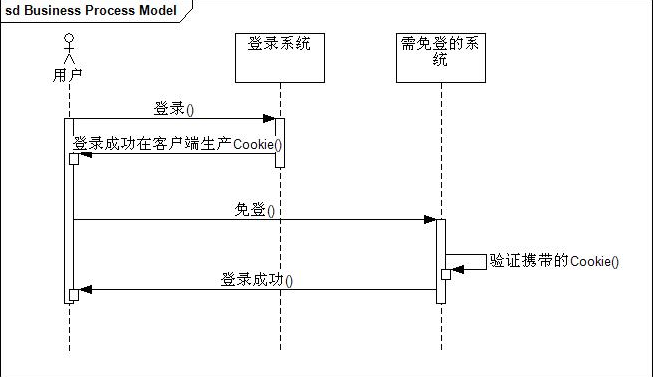 sd Business Process Model
用户
登录系统
需免登的系
统
登录()
登录成功在客户端生产Cookie()
免登()
验证携带的Cookie()
登录成功()